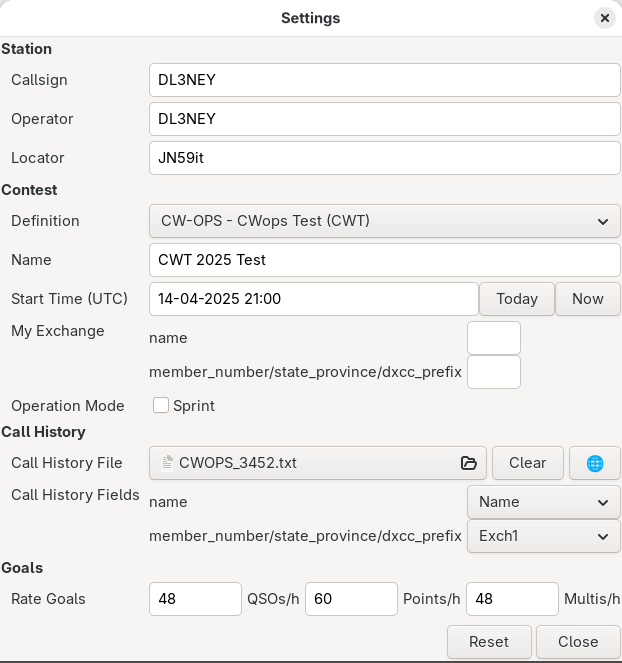 Settings
Station
Callsign DL3NEY
Operator DL3NEY
Locator JN59it
Contest
Definition CW-OPS - CWops Test (CWT)
Name CWT 2025 Test
Start Time (UTC) 14-04-2025 21:00 Today Now
My Exchange name
member_number/state_province/dxcc_prefix
Operation Mode Sprint
Call History
Call History File CWOPS_3452.txt Clear
Call History Fields name Name
member_number/state_province/dxcc_prefix Exch1
Goals
Rate Goals 48 QSOs/h 60 Points/h 48 Multis/h
Reset Close